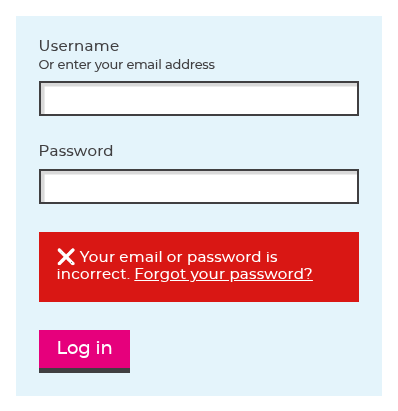 Username
Or enter your email address
Password
Your email or password is
incorrect. Forgot your password?
Log in